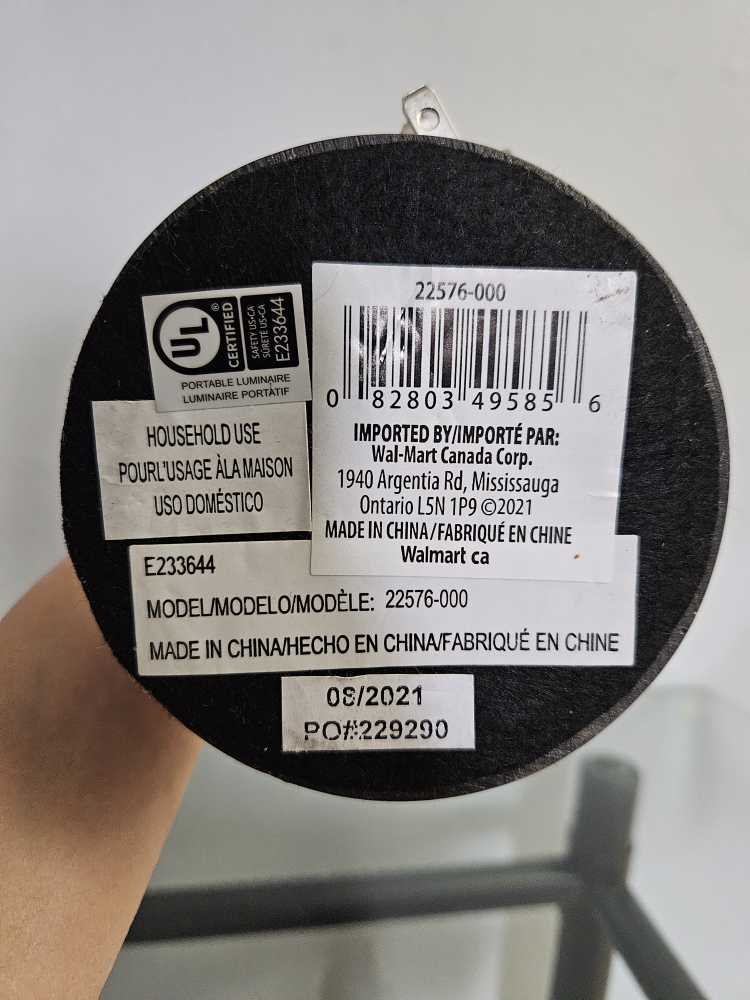 22576-000
0 82803 49585 6
IMPORTED BY/IMPORTÉ PAR:
Wal-Mart Canada Corp.
1940 Argentia Rd, Mississauga
Ontario L5N 1P9 ©2021
MADE IN CHINA/FABRIQUÉ EN CHINE
Walmart ca
UL®
CERTIFIED
SAFETY US-CA
SÛRETÉ US-CA
E233644
PORTABLE LUMINAIRE
LUMINAIRE PORTATIF
HOUSEHOLD USE
POURL'USAGE ÀLA MAISON
USO DOMÉSTICO
E233644
MODEL/MODELO/MODÈLE: 22576-000
MADE IN CHINA/HECHO EN CHINA/FABRIQUÉ EN CHINE
08/2021
PO#:229290